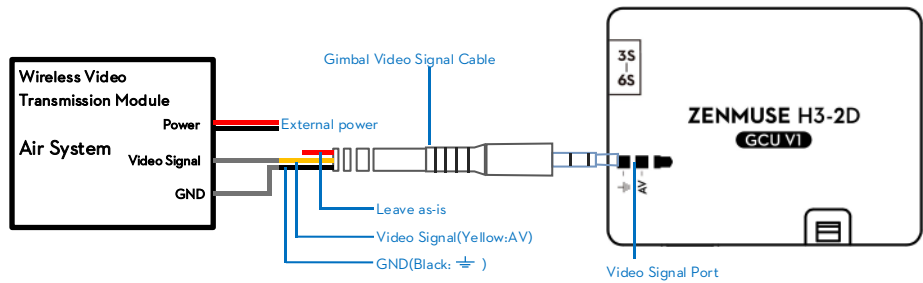 Wireless Video
Transmission Module
Power
Air System
Video Signal
GND
External power
Gimbal Video Signal Cable
Leave as-is
Video Signal(Yellow:AV)
GND(Black: ⏚ )
3S
6S
ZENMUSE H3-2D
GCU V1
⏚
AV
Video Signal Port